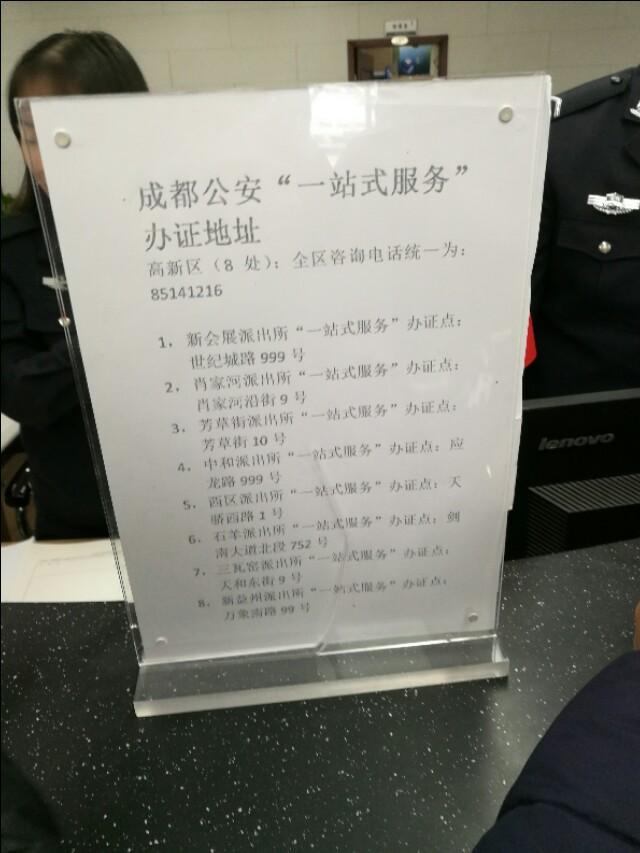 成都公安“一站式服务”
办证地址
高新区（8 处）：全区咨询电话统一为：
85141216
1， 新会展派出所“一站式服务”办证点：
世纪城路 999 号
2， 肖家河派出所“一站式服务”办证点：
肖家河沿街 9 号
3， 芳草街派出所“一站式服务”办证点：
芳草街 10 号
4， 中和派出所“一站式服务”办证点：应
龙路 999 号
5， 西区派出所“一站式服务”办证点：天
骄西路 1 号
6， 石羊派出所“一站式服务”办证点：剑
南大道北段 752 号
7， 三瓦窑派出所“一站式服务”办证点：
天和东街 9 号
8， 新益州派出所“一站式服务”办证点：
万象南路 99 号
lenovo